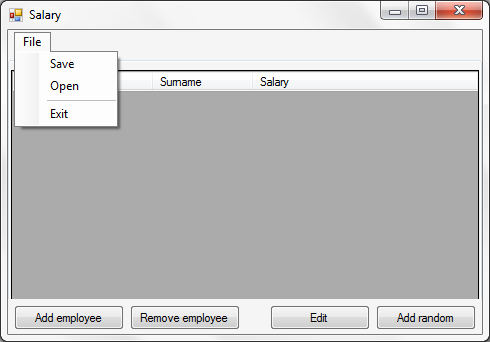 Salary
File
Save
Open
Exit
Surname Salary
Add employee Remove employee Edit Add random